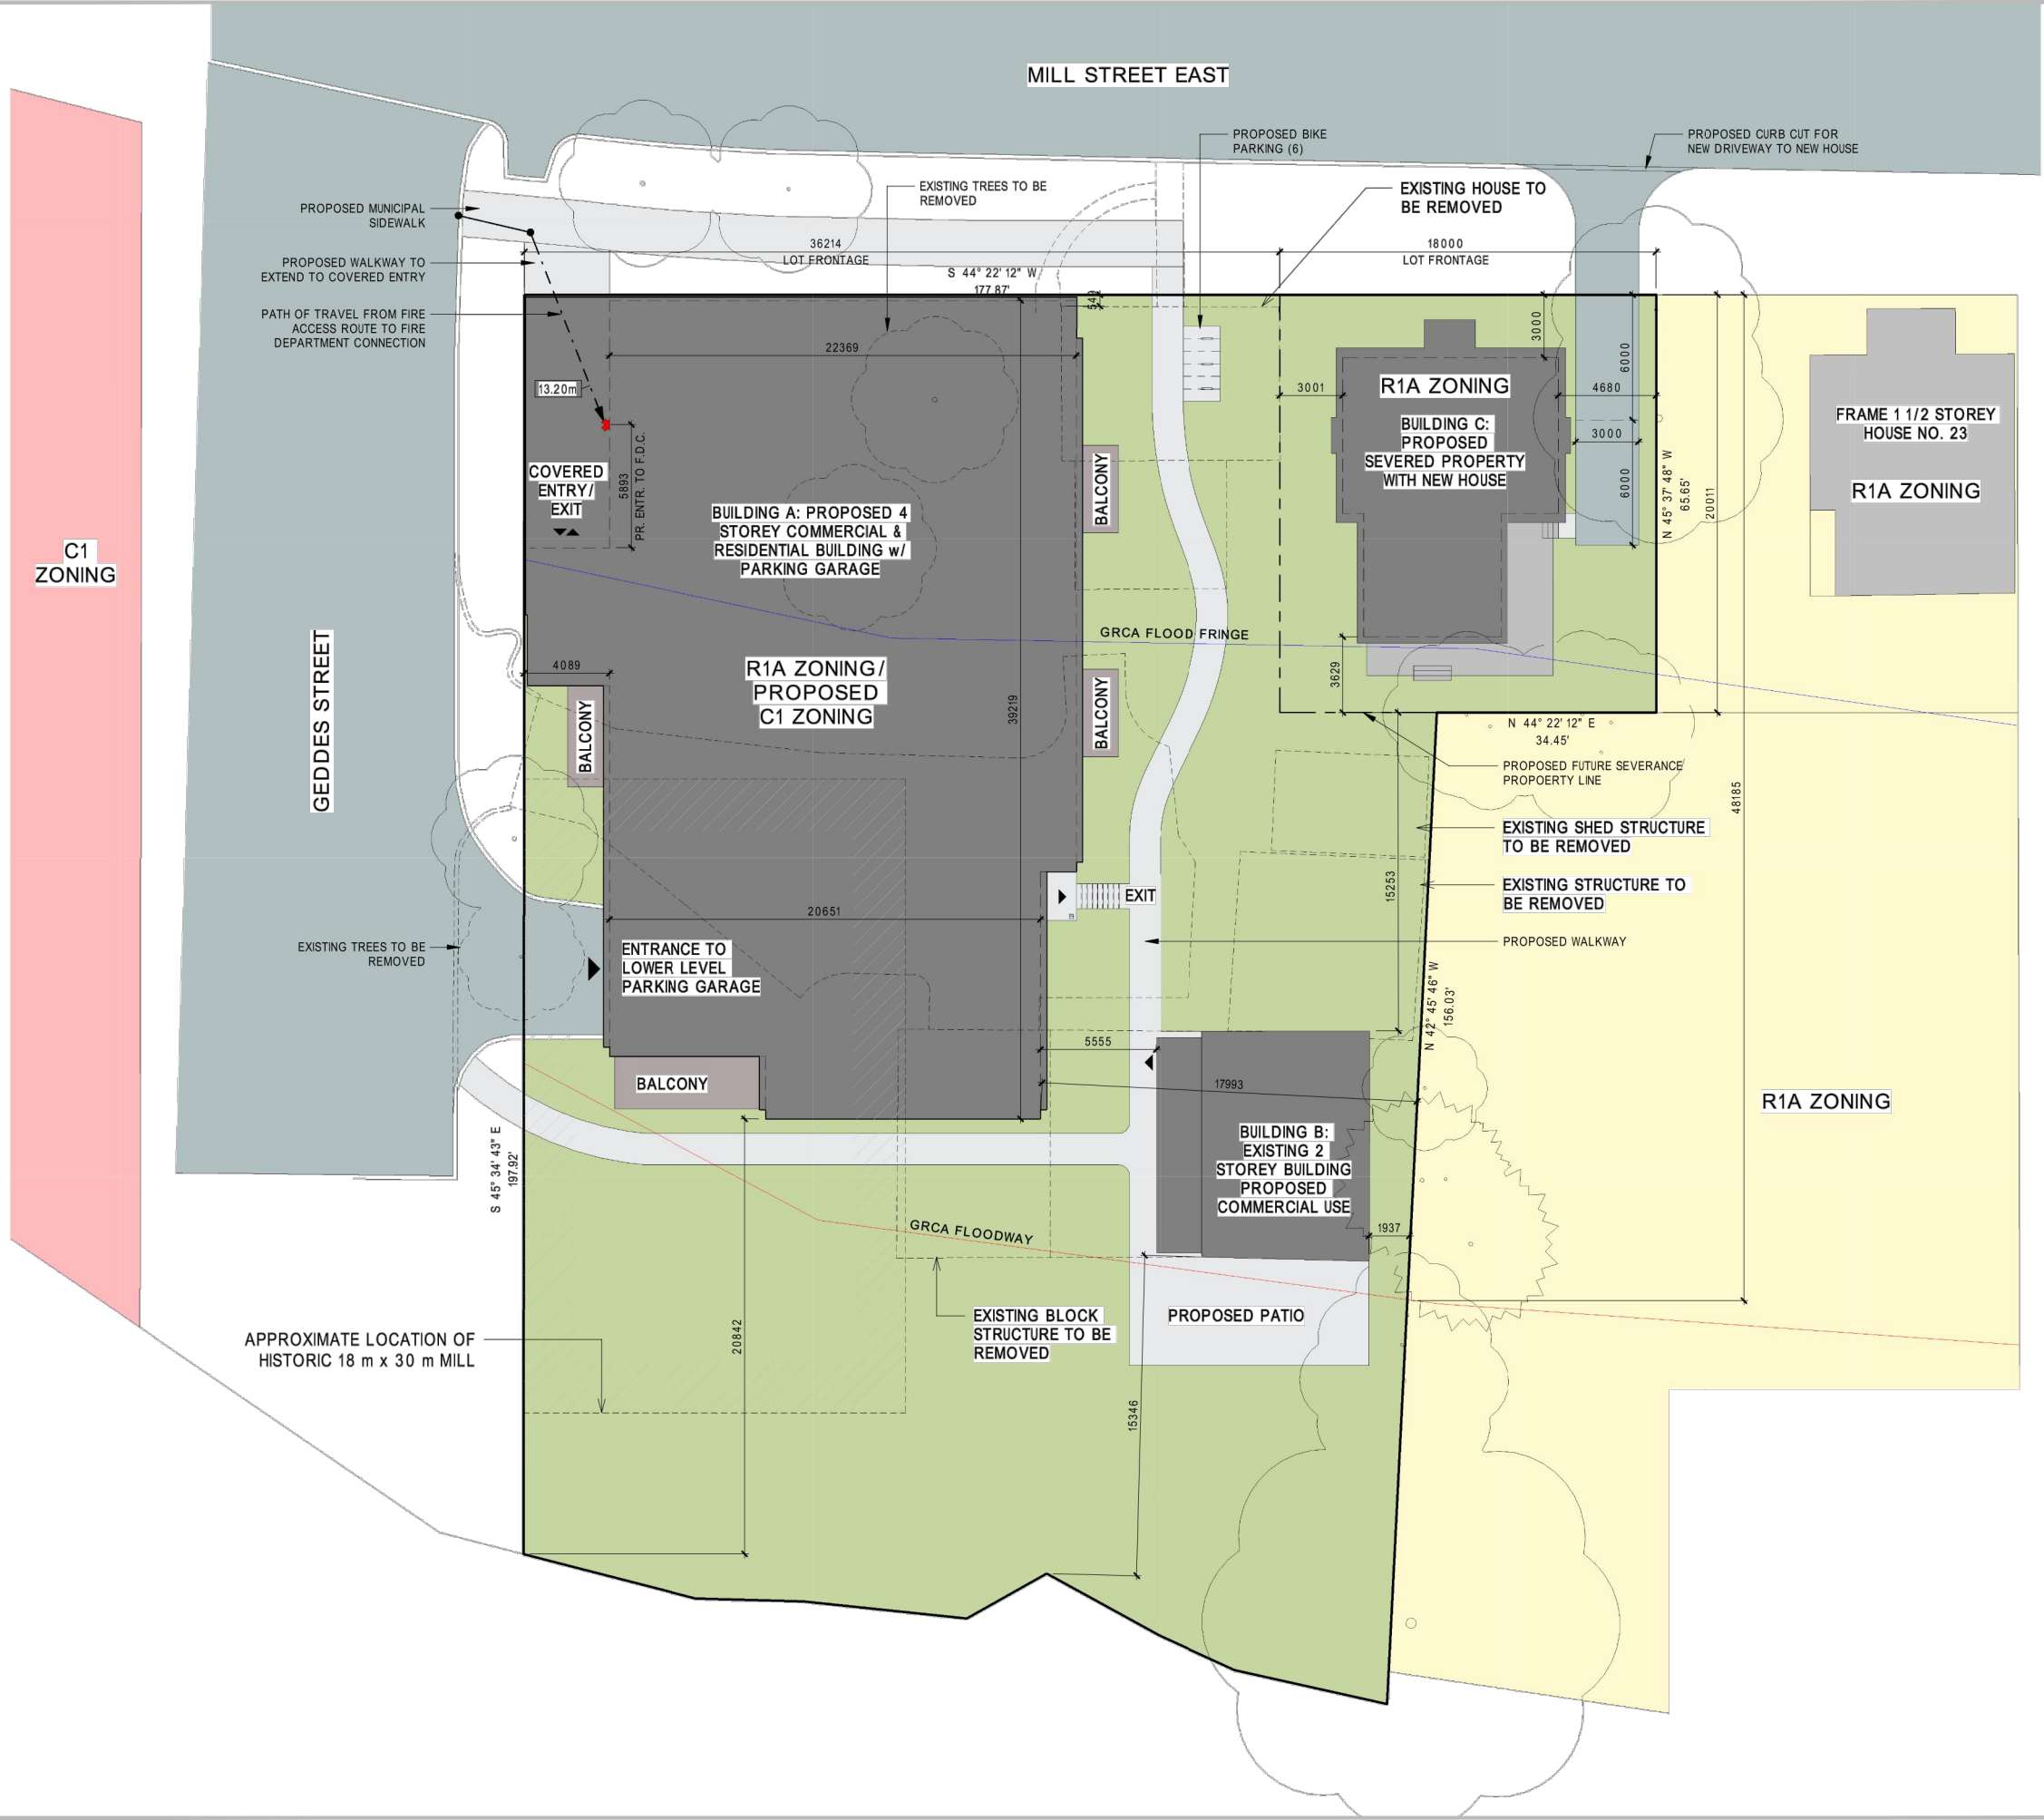 MILL STREET EAST
PROPOSED BIKE
PARKING (6)
PROPOSED CURB CUT FOR
NEW DRIVEWAY TO NEW HOUSE
EXISTING TREES TO BE
REMOVED
EXISTING HOUSE TO
BE REMOVED
PROPOSED MUNICIPAL
SIDEWALK
PROPOSED WALKWAY TO
EXTEND TO COVERED ENTRY
PATH OF TRAVEL FROM FIRE
ACCESS ROUTE TO FIRE
DEPARTMENT CONNECTION
36214
LOT FRONTAGE
18000
LOT FRONTAGE
S 44° 22' 12" W
177.87'
549
3000
22369
13.20m
3001
R1A ZONING
4680
6000
3000
6000
BUILDING C:
PROPOSED
SEVERED PROPERTY
WITH NEW HOUSE
FRAME 1 1/2 STOREY
HOUSE NO. 23
R1A ZONING
N 45° 37' 48" W
65.65'
20011
COVERED
ENTRY/
EXIT
5893
PR. ENTR. TO F.D.C.
BUILDING A: PROPOSED 4
STOREY COMMERCIAL &
RESIDENTIAL BUILDING w/
PARKING GARAGE
BALCONY
C1
ZONING
GEDDES STREET
GRCA FLOOD FRINGE
4089
R1A ZONING/
PROPOSED
C1 ZONING
39219
3629
BALCONY
BALCONY
N 44° 22' 12" E
34.45'
PROPOSED FUTURE SEVERANCE
PROPOERTY LINE
48185
EXISTING SHED STRUCTURE
TO BE REMOVED
EXISTING STRUCTURE TO
BE REMOVED
15253
EXIT
20651
PROPOSED WALKWAY
EXISTING TREES TO BE
REMOVED
ENTRANCE TO
LOWER LEVEL
PARKING GARAGE
N 42° 45' 46" W
156.03'
5555
17993
BALCONY
R1A ZONING
S 45° 34' 43" E
197.92'
BUILDING B:
EXISTING 2
STOREY BUILDING
PROPOSED
COMMERCIAL USE
1937
GRCA FLOODWAY
EXISTING BLOCK
STRUCTURE TO BE
REMOVED
PROPOSED PATIO
APPROXIMATE LOCATION OF
HISTORIC 18 m x 30 m MILL
20842
15346